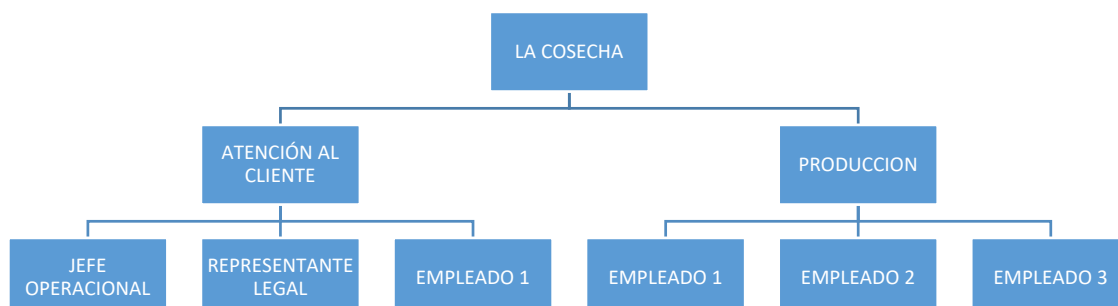 LA COSECHA
ATENCIÓN AL
CLIENTE
PRODUCCION
JEFE
OPERACIONAL
REPRESENTANTE
LEGAL
EMPLEADO 1
EMPLEADO 1
EMPLEADO 2
EMPLEADO 3